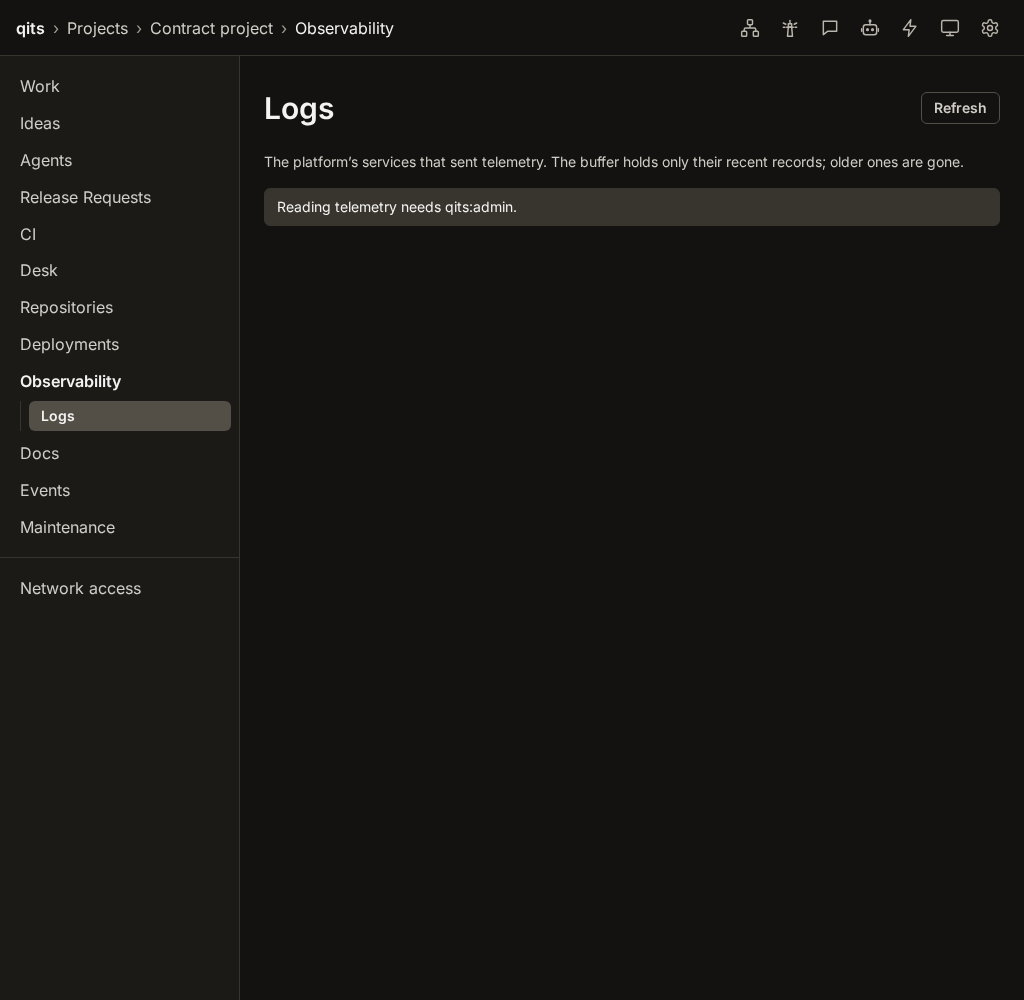 qits › Projects › Contract project › Observability
Work
Ideas
Agents
Release Requests
CI
Desk
Repositories
Deployments
Observability
Logs
Docs
Events
Maintenance
Network access
Logs
Refresh
The platform’s services that sent telemetry. The buffer holds only their recent records; older ones are gone.
Reading telemetry needs qits:admin.